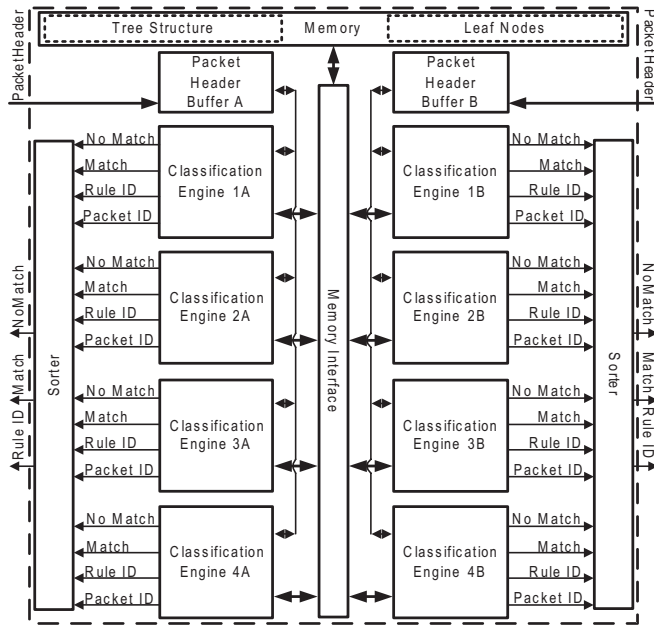 Tree Structure
Memory
Leaf Nodes
PacketHeader
Packet
Header
Buffer A
Packet
Header
Buffer B
PacketHeader
No Match
Match
Rule ID
Packet ID
Classification
Engine 1A
Classification
Engine 1B
No Match
Match
Rule ID
Packet ID
No Match
Match
Rule ID
Packet ID
Classification
Engine 2A
Classification
Engine 2B
No Match
Match
Rule ID
Packet ID
NoMatch
Match
Rule ID
Sorter
Memory Interface
Sorter
NoMatch
Match
Rule ID
No Match
Match
Rule ID
Packet ID
Classification
Engine 3A
Classification
Engine 3B
No Match
Match
Rule ID
Packet ID
No Match
Match
Rule ID
Packet ID
Classification
Engine 4A
Classification
Engine 4B
No Match
Match
Rule ID
Packet ID